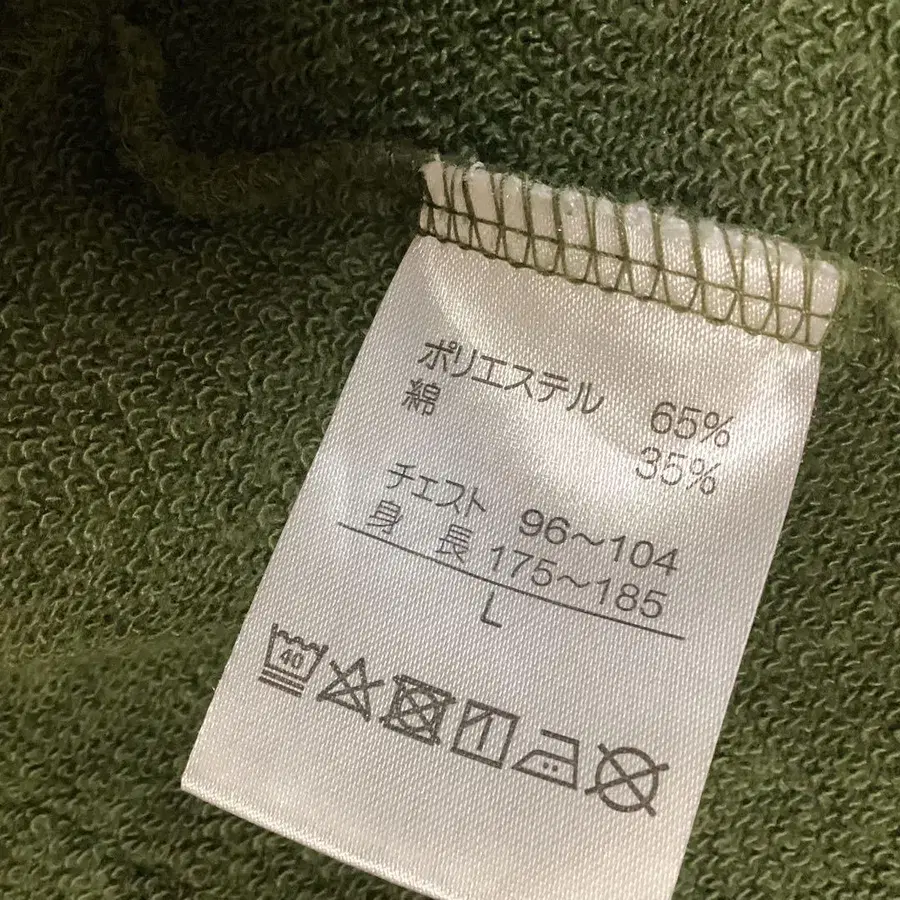 ポリエステル 65%
綿 35%
チェスト 96～104
身 長 175～185
L
40